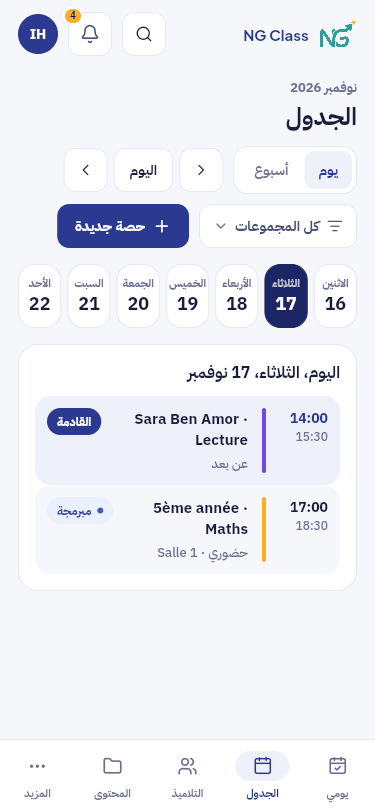 NG NG Class
4
IH
نوفمبر 2026
الجدول
يوم
أسبوع
اليوم
كل المجموعات
حصة جديدة
الاثنين 16
الثلاثاء 17
الأربعاء 18
الخميس 19
الجمعة 20
السبت 21
الأحد 22
اليوم، الثلاثاء، 17 نوفمبر
14:00
15:30
Sara Ben Amor ·
Lecture
عن بعد
القادمة
17:00
18:30
5ème année ·
Maths
حضوري · Salle 1
مبرمجة
يومي
الجدول
التلاميذ
المحتوى
المزيد